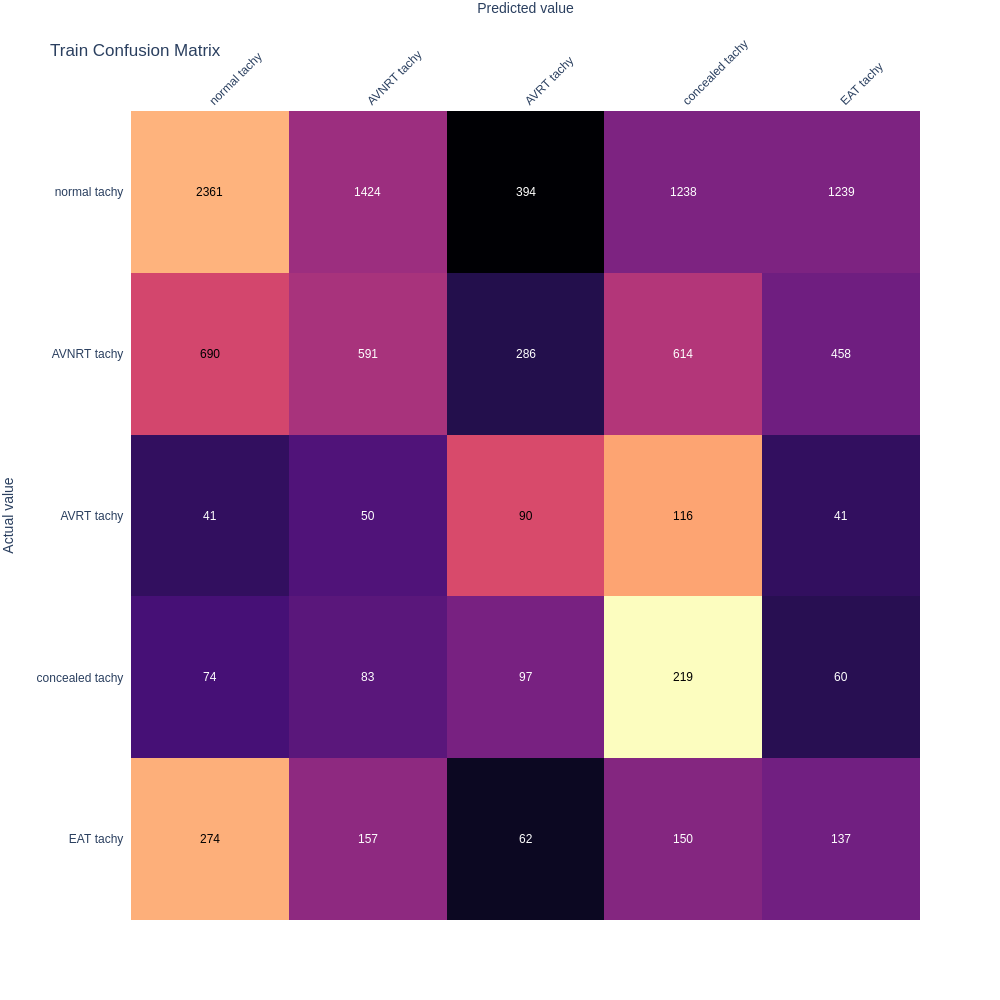 Predicted value
Train Confusion Matrix
normal tachy
AVNRT tachy
AVRT tachy
concealed tachy
EAT tachy
normal tachy 2361 1424 394 1238 1239
AVNRT tachy 690 591 286 614 458
AVRT tachy 41 50 90 116 41
concealed tachy 74 83 97 219 60
EAT tachy 274 157 62 150 137
Actual value